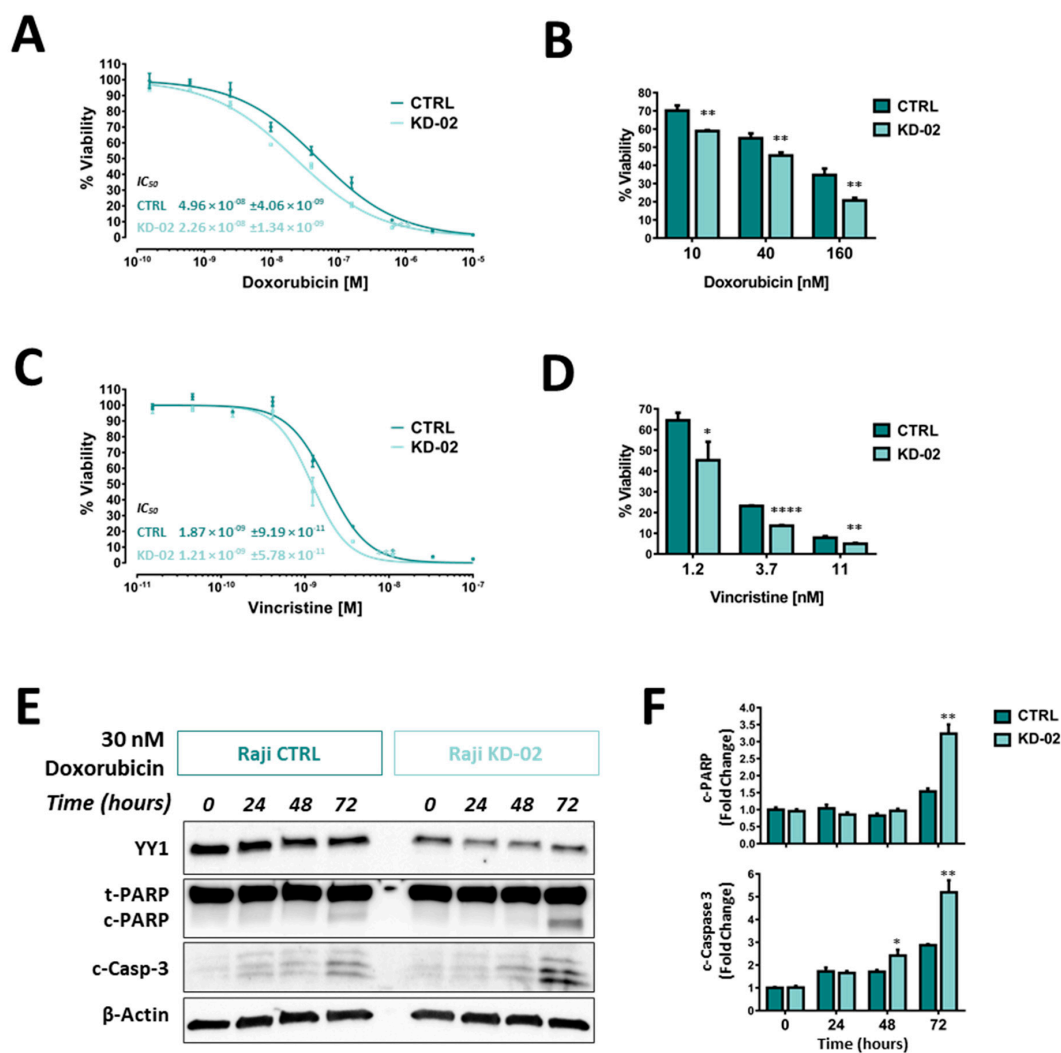 A
110
100
90
80
70
60
50
40
30
20
10
0
% Viability
CTRL
KD-02
IC50
CTRL 4.96 × 10-08 ±4.06 × 10-09
KD-02 2.26 × 10-08 ±1.34 × 10-09
10-10 10-9 10-8 10-7 10-6 10-5
Doxorubicin [M]
B
80
70
60
50
40
30
20
10
0
% Viability
** ** **
CTRL
KD-02
10 40 160
Doxorubicin [nM]
C
110
100
90
80
70
60
50
40
30
20
10
0
% Viability
CTRL
KD-02
IC50
CTRL 1.87 × 10-09 ±9.19 × 10-11
KD-02 1.21 × 10-09 ±5.78 × 10-11
10-11 10-10 10-9 10-8 10-7
Vincristine [M]
D
70
60
50
40
30
20
10
0
% Viability
* **** **
CTRL
KD-02
1.2 3.7 11
Vincristine [nM]
E
30 nM
Doxorubicin
Raji CTRL Raji KD-02
Time (hours) 0 24 48 72 0 24 48 72
YY1
t-PARP
c-PARP
c-Casp-3
β-Actin
F
4.0
3.5
3.0
2.5
2.0
1.5
1.0
0.5
0.0
c-PARP
(Fold Change)
**
CTRL
KD-02
6
5
4
3
2
1
0
c-Caspase 3
(Fold Change)
* **
0 24 48 72
Time (hours)